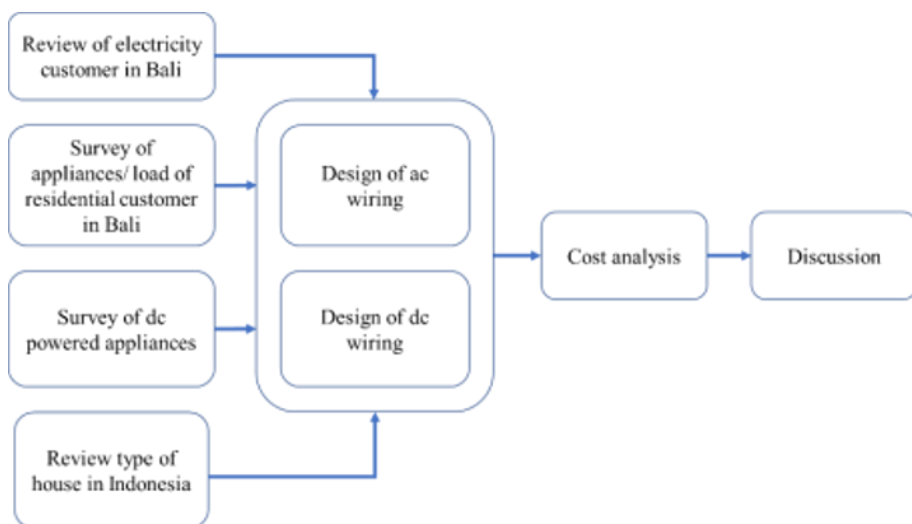 Review of electricity
customer in Bali
Survey of
appliances/ load of
residential customer
in Bali
Survey of dc
powered appliances
Review type of
house in Indonesia
Design of ac
wiring
Design of dc
wiring
Cost analysis
Discussion